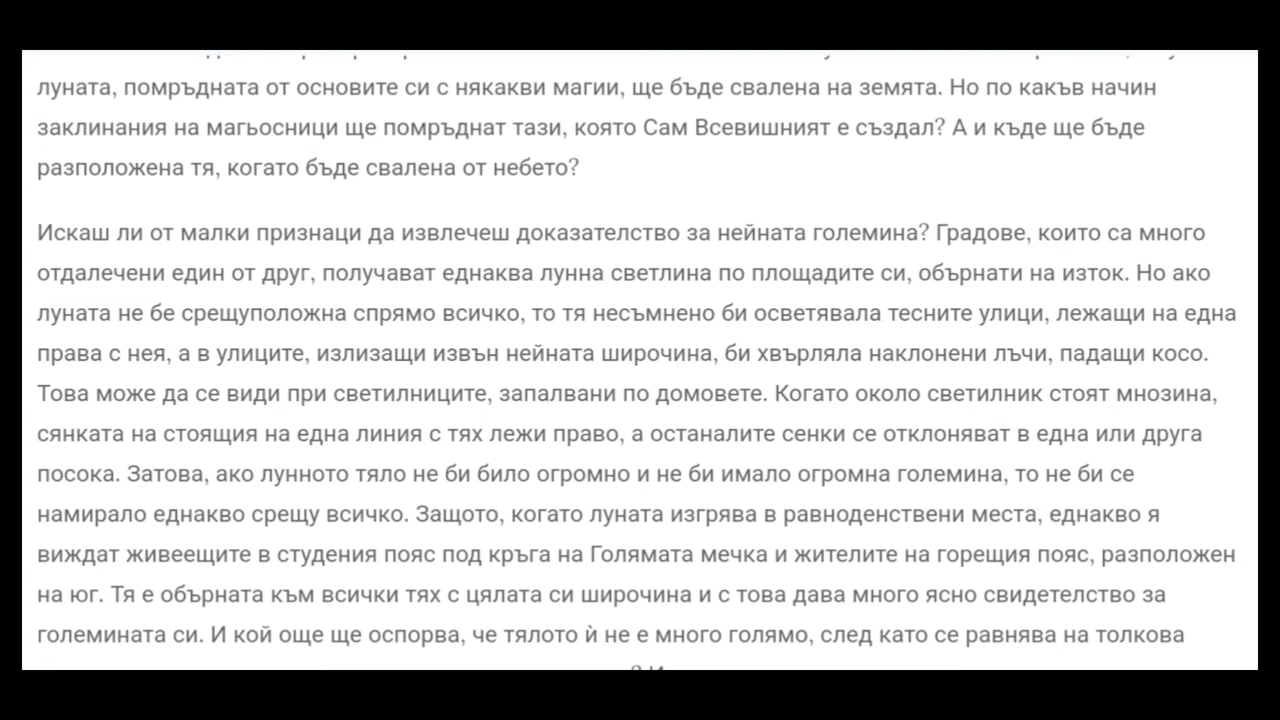 луната, помръдната от основите си с някакви магии, ще бъде свалена на земята. Но по какъв начин
заклинания на магьосници ще помръднат тази, която Сам Всевишният е създал? А и къде ще бъде
разположена тя, когато бъде свалена от небето?
Искаш ли от малки признаци да извлечеш доказателство за нейната големина? Градове, които са много
отдалечени един от друг, получават еднаква лунна светлина по площадите си, обърнати на изток. Но ако
луната не бе срещуположна спрямо всичко, то тя несъмнено би осветявала тесните улици, лежащи на една
права с нея, а в улиците, излизащи извън нейната широчина, би хвърляла наклонени лъчи, падащи косо.
Това може да се види при светилниците, запалвани по домовете. Когато около светилник стоят мнозина,
сянката на стоящия на една линия с тях лежи право, а останалите сенки се отклоняват в една или друга
посока. Затова, ако лунното тяло не би било огромно и не би имало огромна големина, то не би се
намирало еднакво срещу всичко. Защото, когато луната изгрява в равноденствени места, еднакво я
виждат живеещите в студения пояс под кръга на Голямата мечка и жителите на горещия пояс, разположен
на юг. Тя е обърната към всички тях с цялата си широчина и с това дава много ясно свидетелство за
големината си. И кой още ще оспорва, че тялото ѝ не е много голямо, след като се равнява на толкова